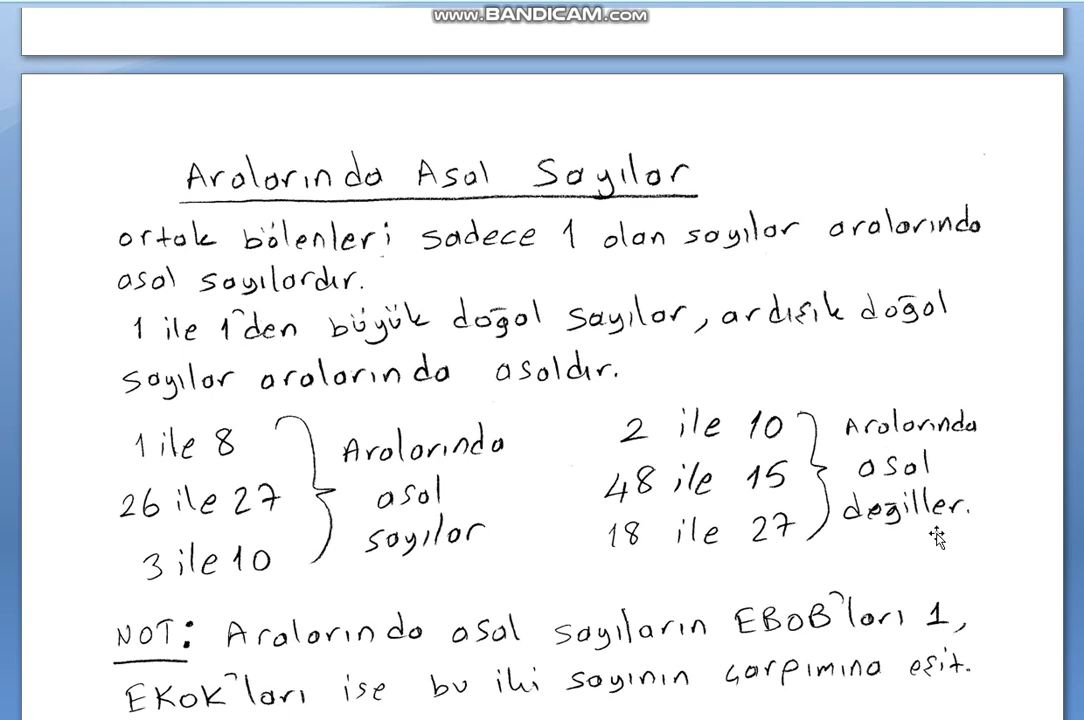 www.BANDICAM.com
Aralarında Asal Sayılar
ortak bölenleri sadece 1 olan sayılar aralarında
asal sayılardır.
1 ile 1'den büyük doğal sayılar, ardışık doğal
sayılar aralarında asaldır.
1 ile 8
26 ile 27
3 ile 10
Aralarında
asal
sayılar
2 ile 10
48 ile 15
18 ile 27
Aralarında
asal
değiller.
NOT: Aralarında asal sayıların EBOB'ları 1,
EKOK'ları ise bu iki sayının çarpımına eşit.